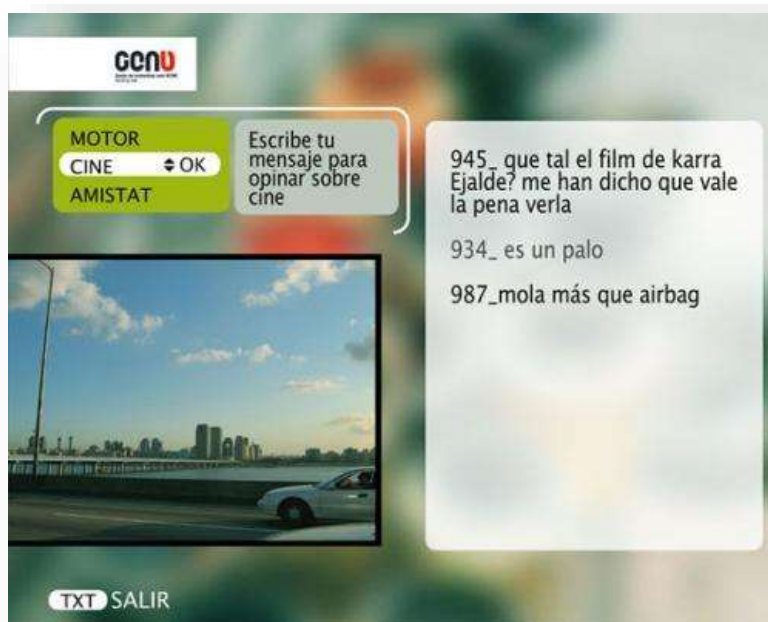 GENU
MOTOR
CINE OK
AMISTAT
Escribe tu
mensaje para
opinar sobre
cine
945_ que tal el film de karra
Ejalde? me han dicho que vale
la pena verla
934_ es un palo
987_mola más que airbag
TXT SALIR